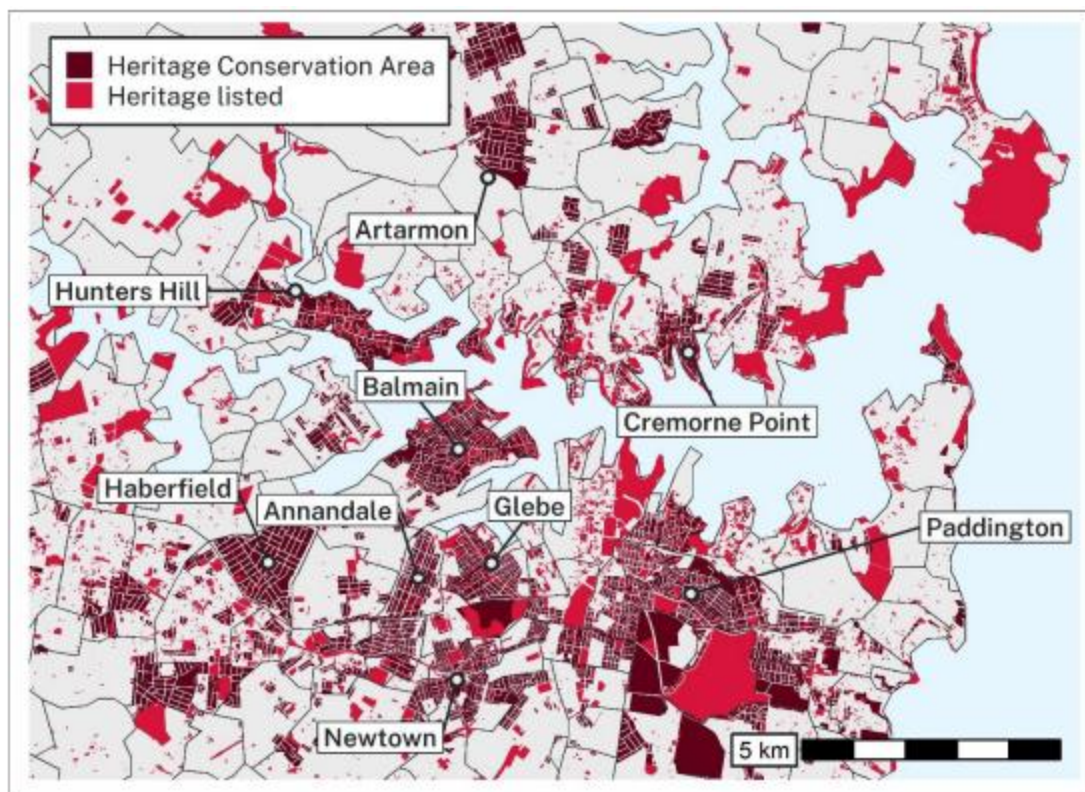 Heritage Conservation Area
Heritage listed
Artarmon
Hunters Hill
Balmain
Cremorne Point
Haberfield
Annandale
Glebe
Paddington
Newtown
5 km